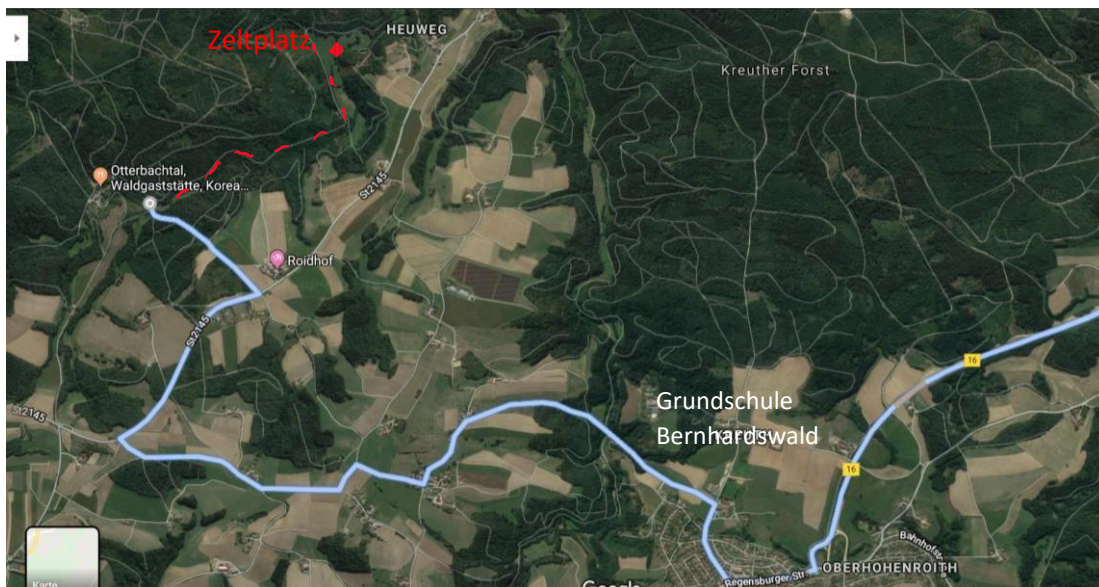 Zeltplatz
HEUWEG
Kreuther Forst
Otterbachtal,
Waldgaststätte, Korea...
St2145
Roidhof
St2145
16
St2145
Grundschule
Bernhardswald
16
Bahnhofstraße
OBERHOHENROITH
Regensburger Str.
Karte
Google